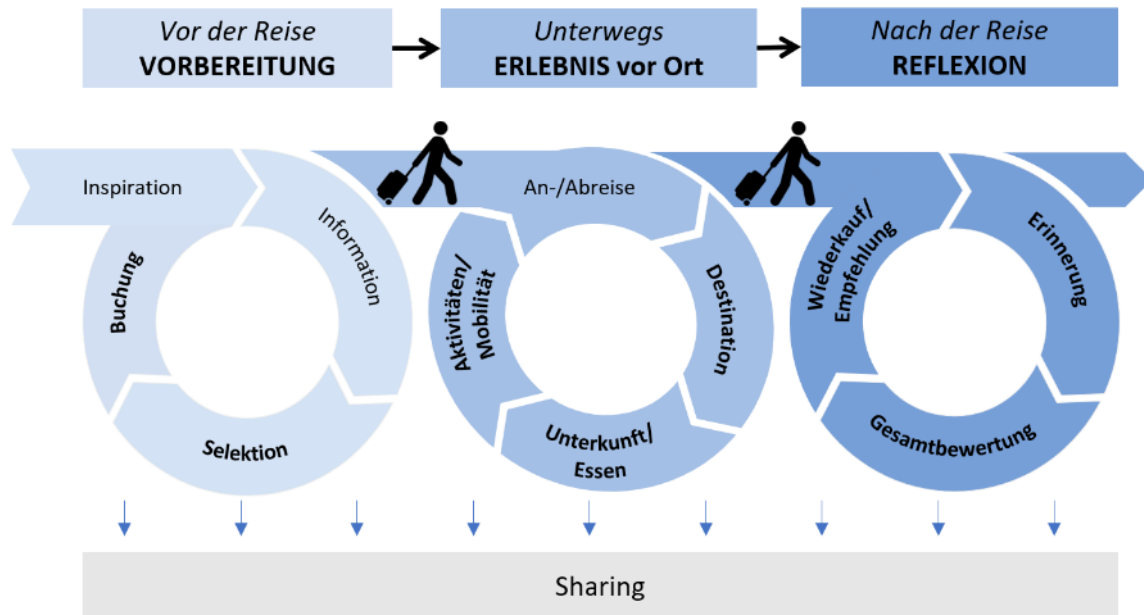 Vor der Reise
VORBEREITUNG
Unterwegs
ERLEBNIS vor Ort
Nach der Reise
REFLEXION
Inspiration
Information
Selektion
Buchung
An-/Abreise
Destination
Unterkunft/
Essen
Aktivitäten/
Mobilität
Erinnerung
Gesamtbewertung
Wiederkauf/
Empfehlung
Sharing